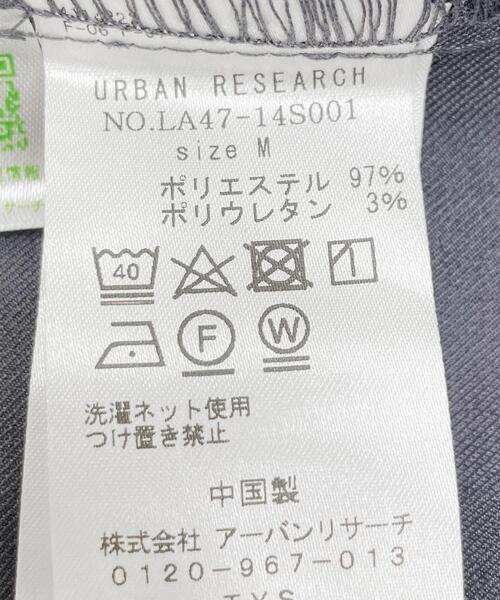 URBAN RESEARCH
NO.LA47-14S001
size M
ポリエステル 97%
ポリウレタン 3%
40
F W
洗濯ネット使用
つけ置き禁止
中国製
株式会社 アーバンリサーチ
0120-967-013